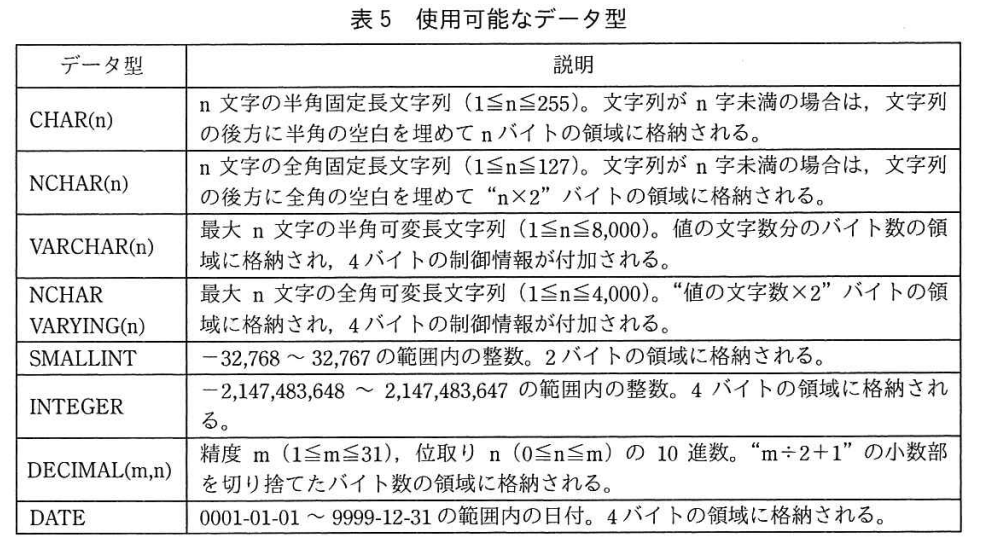 表5 使用可能なデータ型
データ型 説明
CHAR(n) n 文字の半角固定長文字列（1≦n≦255）。文字列が n 字未満の場合は，文字列
の後方に半角の空白を埋めて n バイトの領域に格納される。
NCHAR(n) n 文字の全角固定長文字列（1≦n≦127）。文字列が n 字未満の場合は，文字列
の後方に全角の空白を埋めて “n×2” バイトの領域に格納される。
VARCHAR(n) 最大 n 文字の半角可変長文字列（1≦n≦8,000）。値の文字数分のバイト数の領
域に格納され，4 バイトの制御情報が付加される。
NCHAR 最大 n 文字の全角可変長文字列（1≦n≦4,000）。“値の文字数×2” バイトの領
VARYING(n) 域に格納され，4 バイトの制御情報が付加される。
SMALLINT －32,768 ～ 32,767 の範囲内の整数。2 バイトの領域に格納される。
INTEGER －2,147,483,648 ～ 2,147,483,647 の範囲内の整数。4 バイトの領域に格納され
る。
DECIMAL(m,n) 精度 m（1≦m≦31），位取り n（0≦n≦m）の 10 進数。“m÷2＋1” の小数部
を切り捨てたバイト数の領域に格納される。
DATE 0001-01-01 ～ 9999-12-31 の範囲内の日付。4 バイトの領域に格納される。